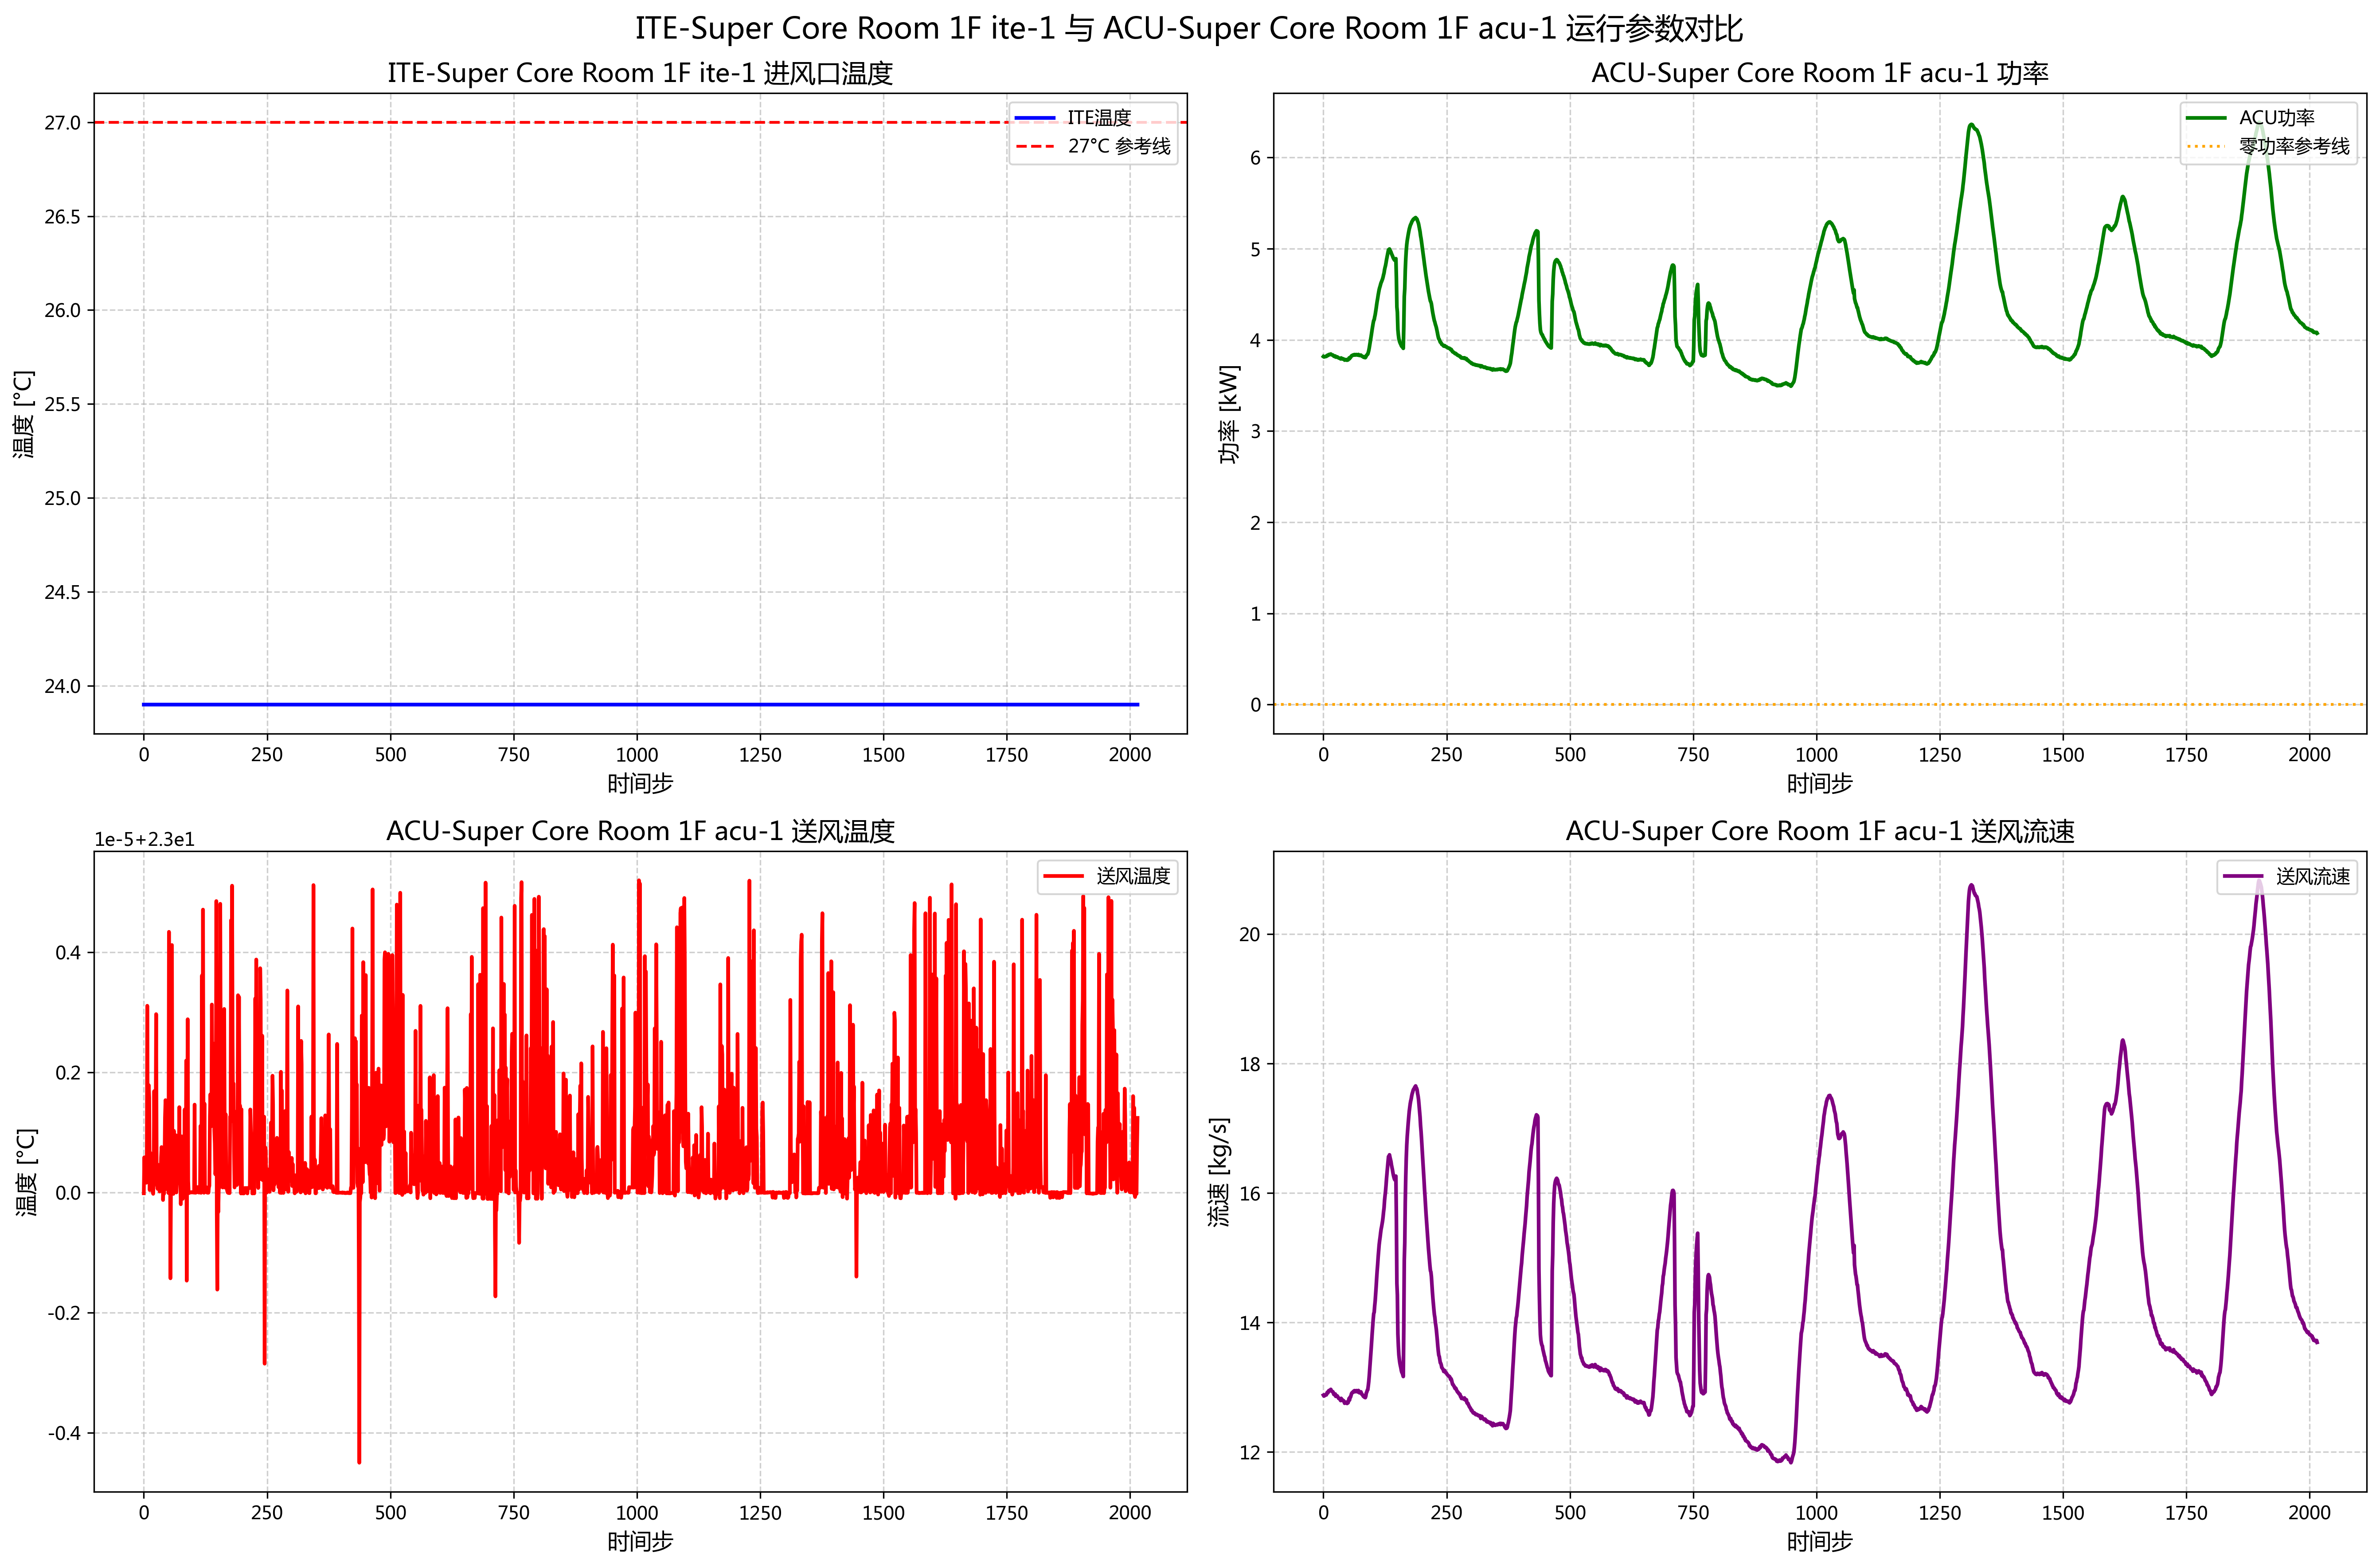 ITE-Super Core Room 1F ite-1 与 ACU-Super Core Room 1F acu-1 运行参数对比
ITE-Super Core Room 1F ite-1 进风口温度
温度 [°C]
27.0
26.5
26.0
25.5
25.0
24.5
24.0
ITE温度
27°C 参考线
0 250 500 750 1000 1250 1500 1750 2000
时间步
ACU-Super Core Room 1F acu-1 功率
功率 [kW]
6
5
4
3
2
1
0
ACU功率
零功率参考线
0 250 500 750 1000 1250 1500 1750 2000
时间步
ACU-Super Core Room 1F acu-1 送风温度
1e-5+2.3e1
温度 [°C]
0.4
0.2
0.0
-0.2
-0.4
送风温度
0 250 500 750 1000 1250 1500 1750 2000
时间步
ACU-Super Core Room 1F acu-1 送风流速
流速 [kg/s]
20
18
16
14
12
送风流速
0 250 500 750 1000 1250 1500 1750 2000
时间步